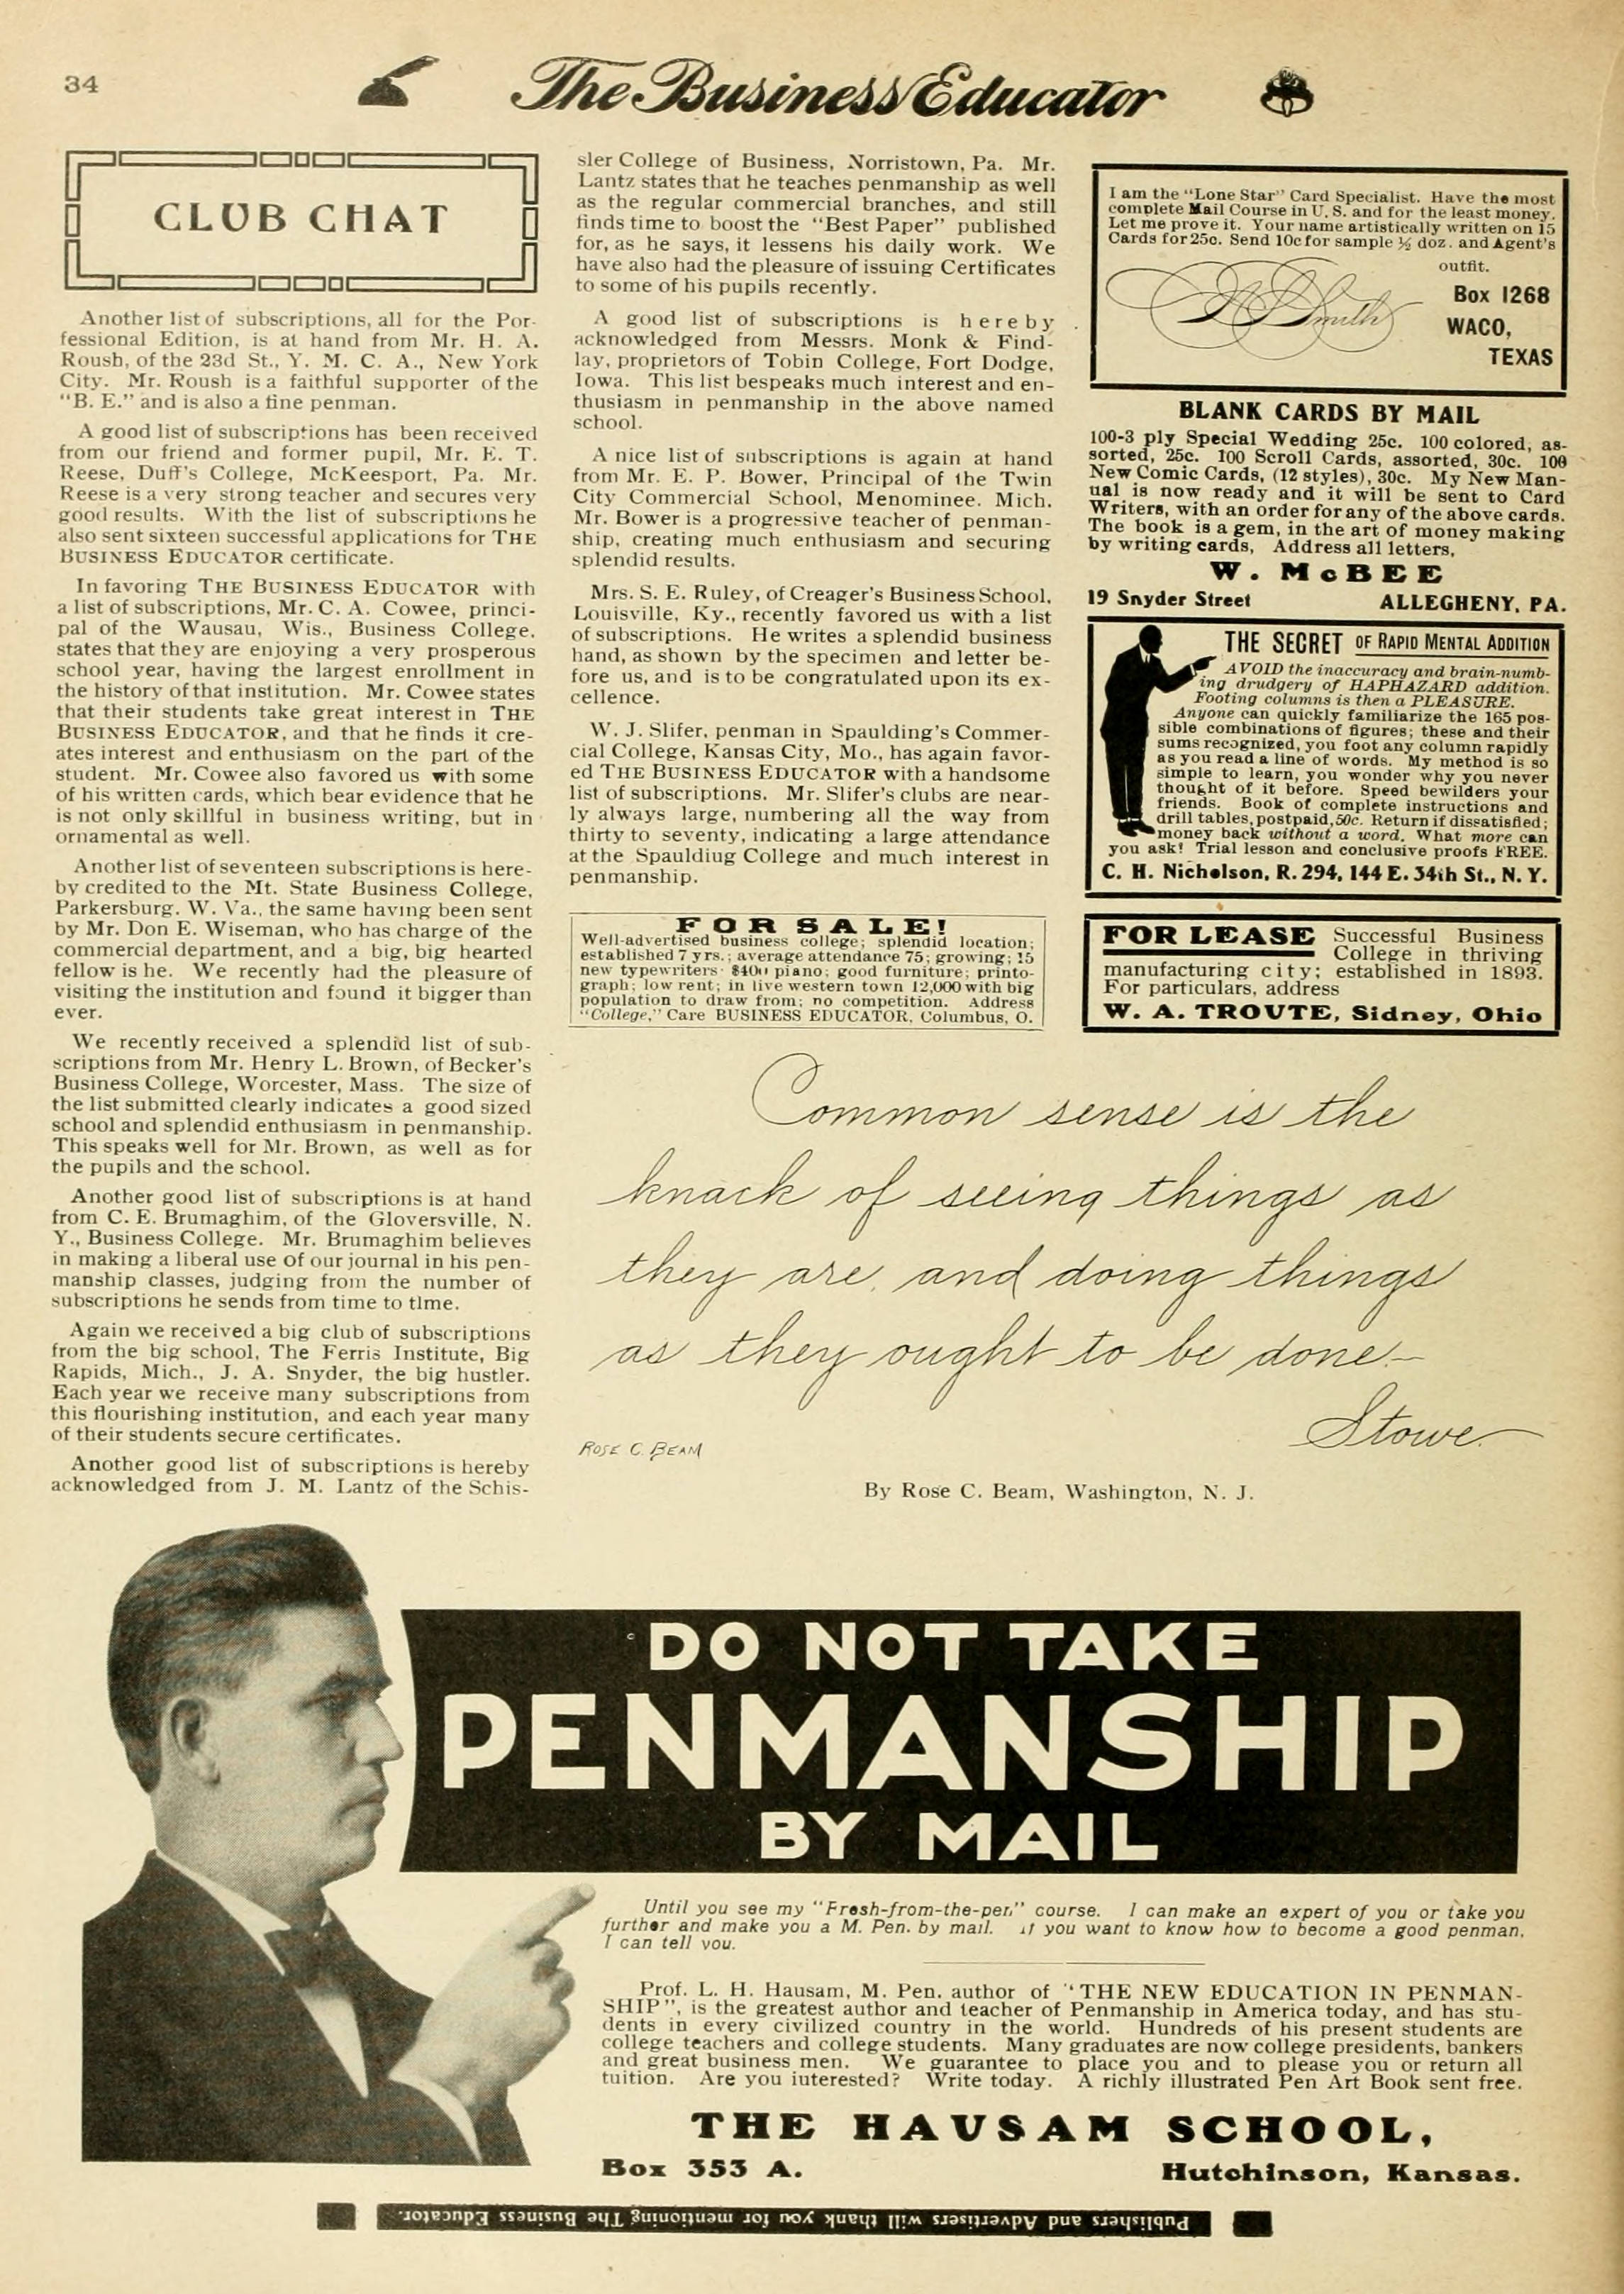 34
The Business Educator
CLUB CHAT
Another list of subscriptions, all for the Por-
fessional Edition, is at hand from Mr. H. A.
Roush, of the 23d St., Y. M. C. A., New York
City. Mr. Roush is a faithful supporter of the
"B. E." and is also a fine penman.
A good list of subscriptions has been received
from our friend and former pupil, Mr. E. T.
Reese, Duff's College, McKeesport, Pa. Mr.
Reese is a very strong teacher and secures very
good results. With the list of subscriptions he
also sent sixteen successful applications for THE
BUSINESS EDUCATOR certificate.
In favoring THE BUSINESS EDUCATOR with
a list of subscriptions, Mr. C. A. Cowee, princi-
pal of the Wausau, Wis., Business College,
states that they are enjoying a very prosperous
school year, having the largest enrollment in
the history of that institution. Mr. Cowee states
that their students take great interest in THE
BUSINESS EDUCATOR, and that he finds it cre-
ates interest and enthusiasm on the part of the
student. Mr. Cowee also favored us with some
of his written cards, which bear evidence that he
is not only skillful in business writing, but in
ornamental as well.
Another list of seventeen subscriptions is here-
by credited to the Mt. State Business College,
Parkersburg, W. Va., the same having been sent
by Mr. Don E. Wiseman, who has charge of the
commercial department, and a big, big hearted
fellow is he. We recently had the pleasure of
visiting the institution and found it bigger than
ever.
We recently received a splendid list of sub-
scriptions from Mr. Henry L. Brown, of Becker's
Business College, Worcester, Mass. The size of
the list submitted clearly indicates a good sized
school and splendid enthusiasm in penmanship.
This speaks well for Mr. Brown, as well as for
the pupils and the school.
Another good list of subscriptions is at hand
from C. E. Brumaghim, of the Gloversville, N.
Y., Business College. Mr. Brumaghim believes
in making a liberal use of our journal in his pen-
manship classes, judging from the number of
subscriptions he sends from time to time.
Again we received a big club of subscriptions
from the big school, The Ferris Institute, Big
Rapids, Mich., J. A. Snyder, the big hustler.
Each year we receive many subscriptions from
this flourishing institution, and each year many
of their students secure certificates.
Another good list of subscriptions is hereby
acknowledged from J. M. Lantz of the Schis-
sler College of Business, Norristown, Pa. Mr.
Lantz states that he teaches penmanship as well
as the regular commercial branches, and still
finds time to boost the "Best Paper" published
for, as he says, it lessens his daily work. We
have also had the pleasure of issuing Certificates
to some of his pupils recently.
A good list of subscriptions is hereby
acknowledged from Messrs. Monk & Find-
lay, proprietors of Tobin College, Fort Dodge,
Iowa. This list bespeaks much interest and en-
thusiasm in penmanship in the above named
school.
A nice list of subscriptions is again at hand
from Mr. E. P. Bower, Principal of the Twin
City Commercial School, Menominee, Mich.
Mr. Bower is a progressive teacher of penman-
ship, creating much enthusiasm and securing
splendid results.
Mrs. S. E. Ruley, of Creager's Business School,
Louisville, Ky., recently favored us with a list
of subscriptions. He writes a splendid business
hand, as shown by the specimen and letter be-
fore us, and is to be congratulated upon its ex-
cellence.
W. J. Slifer, penman in Spaulding's Commer-
cial College, Kansas City, Mo., has again favor-
ed THE BUSINESS EDUCATOR with a handsome
list of subscriptions. Mr. Slifer's clubs are near-
ly always large, numbering all the way from
thirty to seventy, indicating a large attendance
at the Spauldiug College and much interest in
penmanship.
FOR SALE!
Well-advertised business college; splendid location;
established 7 yrs.; average attendance 75; growing; 15
new typewriters; $400 piano; good furniture; printo-
graph; low rent; in live western town 12,000 with big
population to draw from; no competition. Address
"College," Care BUSINESS EDUCATOR, Columbus, O.
I am the "Lone Star" Card Specialist. Have the most
complete Mail Course in U. S. and for the least money.
Let me prove it. Your name artistically written on 15
Cards for 25c. Send 10c for sample ½ doz. and Agent's
outfit.
Smith
Box 1268
WACO,
TEXAS
BLANK CARDS BY MAIL
100-3 ply Special Wedding 25c. 100 colored, as-
sorted, 25c. 100 Scroll Cards, assorted, 30c. 100
New Comic Cards, (12 styles), 30c. My New Man-
ual is now ready and it will be sent to Card
Writers, with an order for any of the above cards.
The book is a gem, in the art of money making
by writing cards, Address all letters,
W. McBEE
19 Snyder Street ALLEGHENY, PA.
THE SECRET OF RAPID MENTAL ADDITION
AVOID the inaccuracy and brain-numb-
ing drudgery of HAPHAZARD addition.
Footing columns is then a PLEASURE.
Anyone can quickly familiarize the 165 pos-
sible combinations of figures; these and their
sums recognized, you foot any column rapidly
as you read a line of words. My method is so
simple to learn, you wonder why you never
thought of it before. Speed bewilders your
friends. Book of complete instructions and
drill tables, postpaid, 50c. Return if dissatisfied;
money back without a word. What more can
you ask! Trial lesson and conclusive proofs FREE.
C. H. Nicholson, R. 294, 144 E. 34th St., N. Y.
FOR LEASE Successful Business
College in thriving
manufacturing city; established in 1893.
For particulars, address
W. A. TROUTE, Sidney, Ohio
Common sense is the
knack of seeing things as
they are, and doing things
as they ought to be done.—
Stowe.
ROSE C. BEAM
By Rose C. Beam, Washington, N. J.
DO NOT TAKE
PENMANSHIP
BY MAIL
Until you see my "Fresh-from-the-pen" course. I can make an expert of you or take you
further and make you a M. Pen. by mail. If you want to know how to become a good penman,
I can tell you.
Prof. L. H. Hausam, M. Pen. author of "THE NEW EDUCATION IN PENMAN-
SHIP", is the greatest author and teacher of Penmanship in America today, and has stu-
dents in every civilized country in the world. Hundreds of his present students are
college teachers and college students. Many graduates are now college presidents, bankers
and great business men. We guarantee to place you and to please you or return all
tuition. Are you iuterested? Write today. A richly illustrated Pen Art Book sent free.
THE HAUSAM SCHOOL,
Box 353 A. Hutchinson, Kansas.
Publishers and Advertisers will thank you for mentioning The Business Educator.